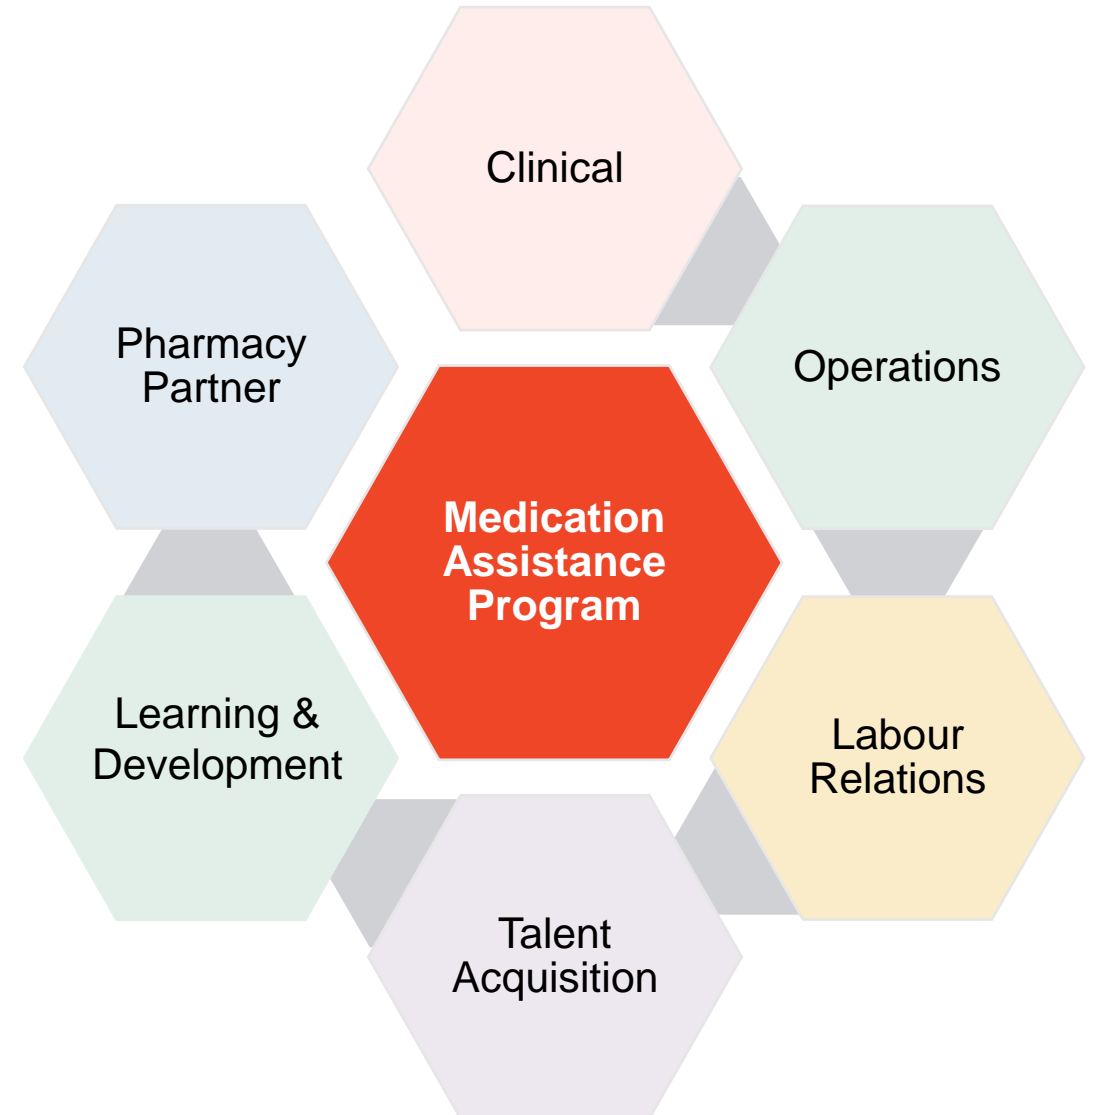 Clinical
Operations
Pharmacy
Partner
Medication
Assistance
Program
Labour
Relations
Learning &
Development
Talent
Acquisition